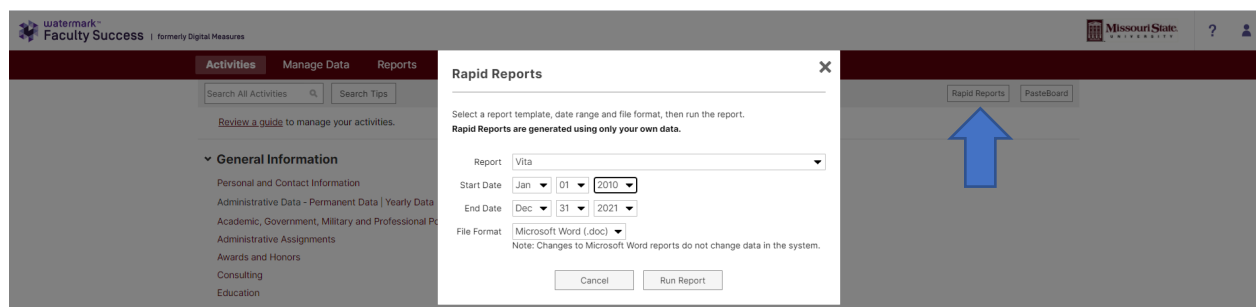 watermark™
Faculty Success | formerly Digital Measures
Missouri State.
UNIVERSITY
?
Activities Manage Data Reports
Search All Activities Search Tips
Rapid Reports PasteBoard
Review a guide to manage your activities.
General Information
Personal and Contact Information
Administrative Data - Permanent Data | Yearly Data
Academic, Government, Military and Professional Po
Administrative Assignments
Awards and Honors
Consulting
Education
Rapid Reports
Select a report template, date range and file format, then run the report.
Rapid Reports are generated using only your own data.
Report Vita
Start Date Jan 01 2010
End Date Dec 31 2021
File Format Microsoft Word (.doc)
Note: Changes to Microsoft Word reports do not change data in the system.
Cancel Run Report